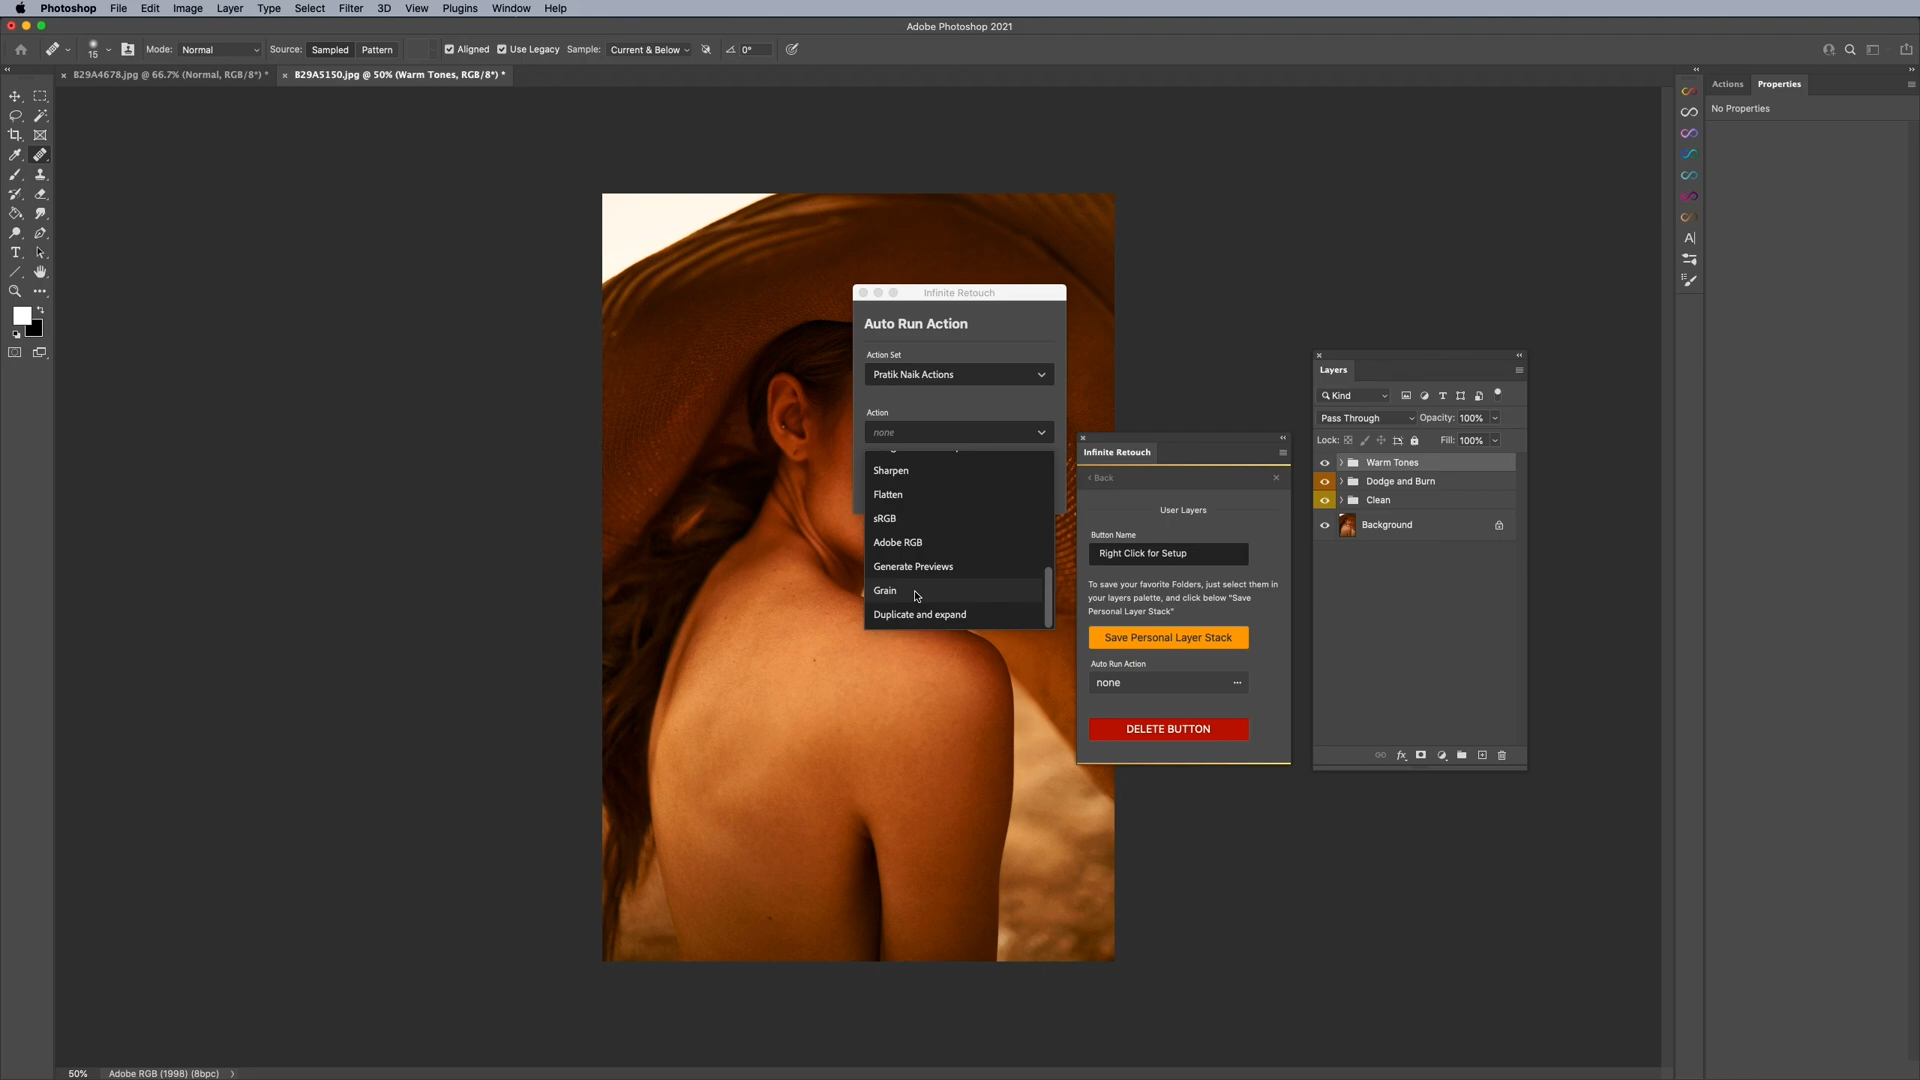 Photoshop File Edit Image Layer Type Select Filter 3D View Plugins Window Help
Adobe Photoshop 2021
15 Mode: Normal Source: Sampled Pattern Aligned Use Legacy Sample: Current & Below 0°
B29A4678.jpg @ 66.7% (Normal, RGB/8*) * B29A5150.jpg @ 50% (Warm Tones, RGB/8*) *
Actions Properties
No Properties
Infinite Retouch
Auto Run Action
Action Set
Pratik Naik Actions
Action
none
Sharpen
Flatten
sRGB
Adobe RGB
Generate Previews
Grain
Duplicate and expand
Infinite Retouch
Back
User Layers
Button Name
Right Click for Setup
To save your favorite Folders, just select them in
your layers palette, and click below "Save
Personal Layer Stack"
Save Personal Layer Stack
Auto Run Action
none
DELETE BUTTON
Layers
Kind
Pass Through Opacity: 100%
Lock: Fill: 100%
Warm Tones
Dodge and Burn
Clean
Background
50% Adobe RGB (1998) (8bpc)